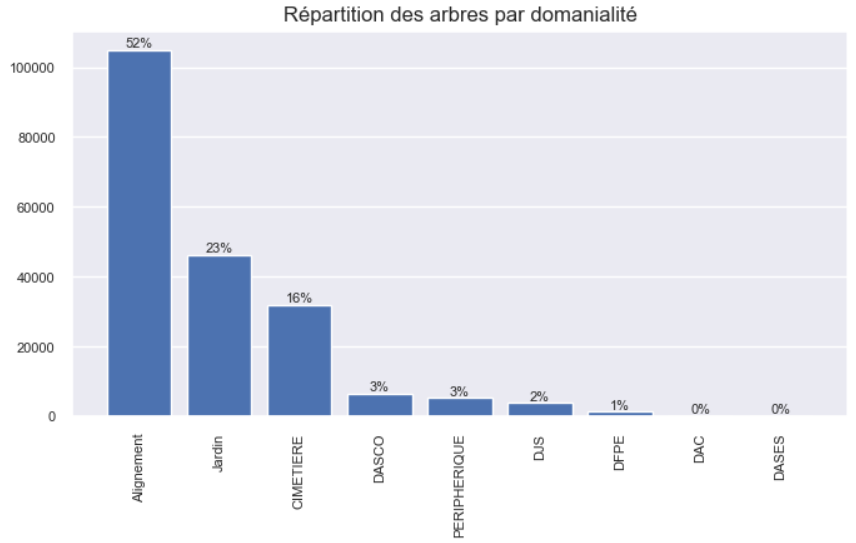 Répartition des arbres par domanialité
100000
80000
60000
40000
20000
0
52%
23%
16%
3%
3%
2%
1%
0%
0%
Alignement
Jardin
CIMETIERE
DASCO
PERIPHERIQUE
DJS
DFPE
DAC
DASES